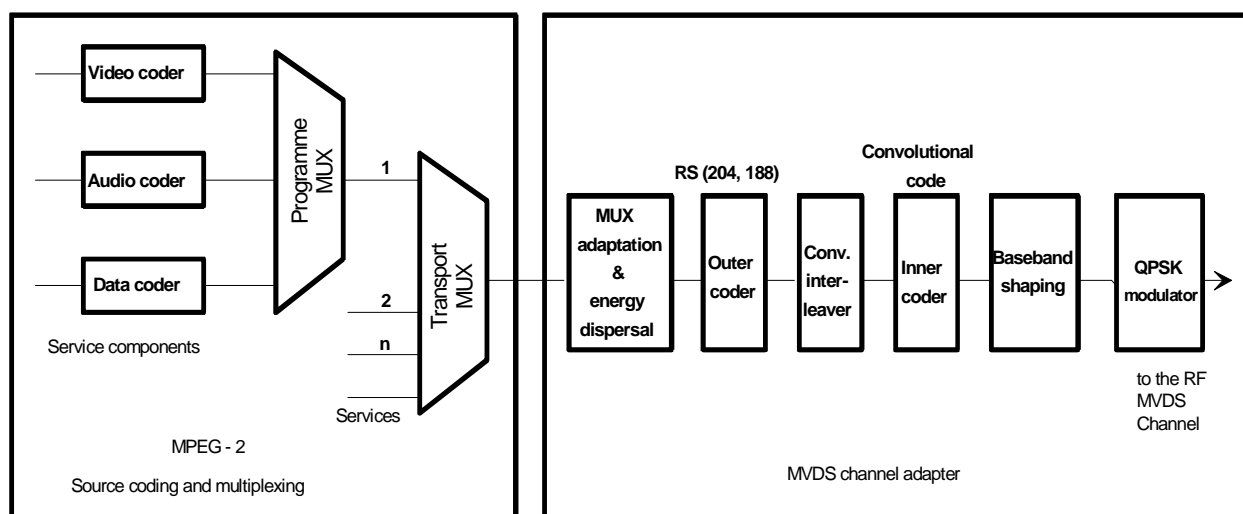 Video coder
Audio coder
Data coder
Service components
Programme
MUX
1
2
n
Services
Transport
MUX
MPEG - 2
Source coding and multiplexing
MUX
adaptation
&
energy
dispersal
RS (204, 188)
Outer
coder
Conv.
inter-
leaver
Convolutional
code
Inner
coder
Baseband
shaping
QPSK
modulator
to the RF
MVDS
Channel
MVDS channel adapter